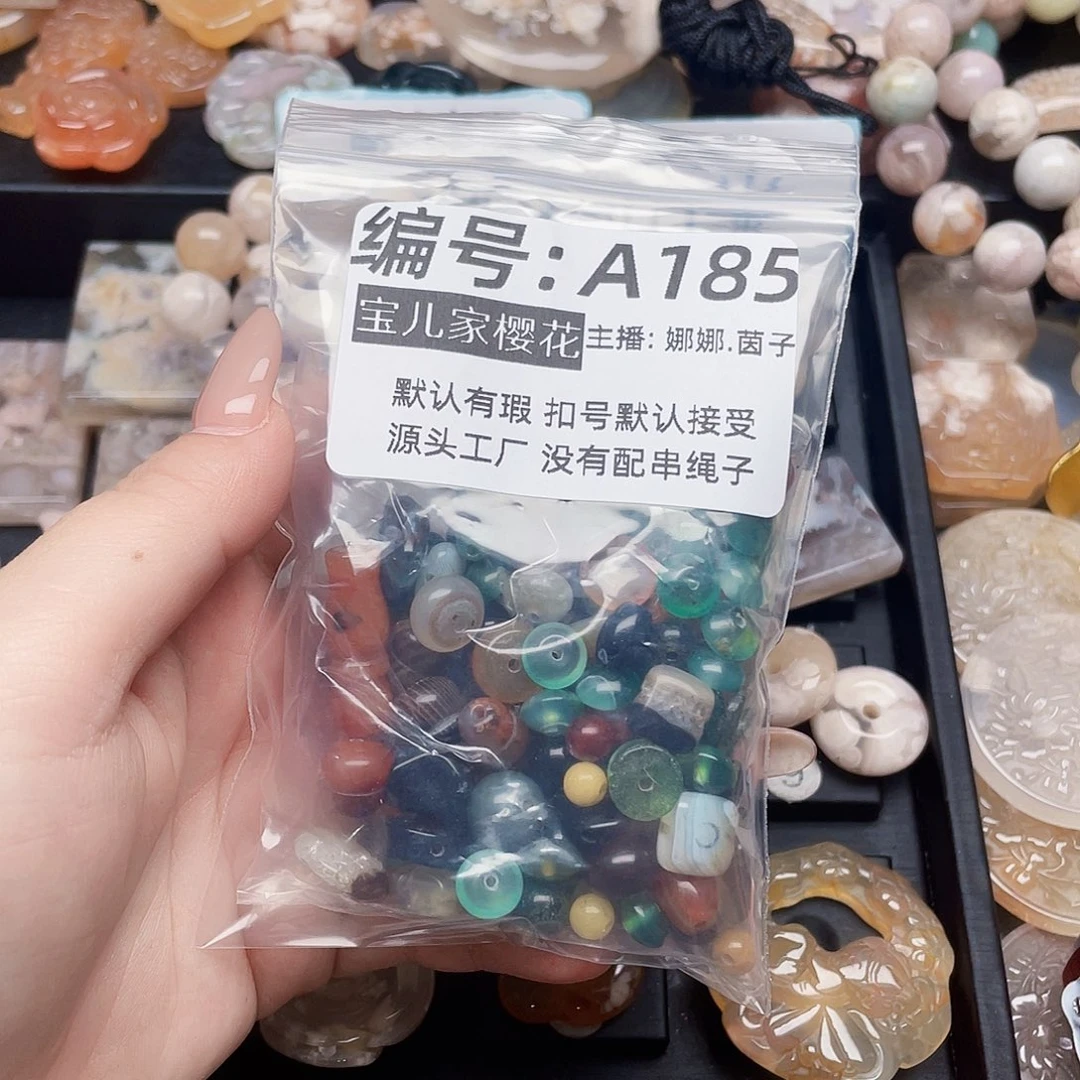 编号:A185
宝儿家樱花 主播: 娜娜.茵子
默认有瑕 扣号默认接受
源头工厂 没有配串绳子